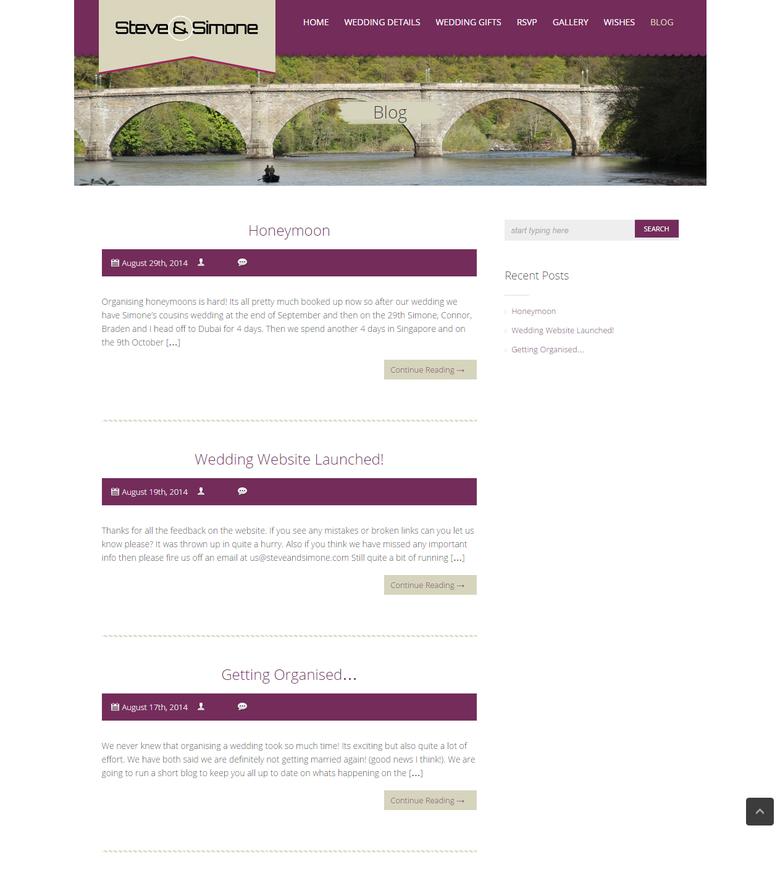 Steve & Simone
HOME WEDDING DETAILS WEDDING GIFTS RSVP GALLERY WISHES BLOG
Blog
Honeymoon
August 29th, 2014
Organising honeymoons is hard! Its all pretty much booked up now so after our wedding we
have Simone's cousins wedding at the end of September and then on the 29th Simone, Connor,
Braden and I head off to Dubai for 4 days. Then we spend another 4 days in Singapore and on
the 9th October [...]
Continue Reading →
Wedding Website Launched!
August 19th, 2014
Thanks for all the feedback on the website. If you see any mistakes or broken links can you let us
know please? It was thrown up in quite a hurry. Also if you think we have missed any important
info then please fire us off an email at us@steveandsimone.com Still quite a bit of running [...]
Continue Reading →
Getting Organised...
August 17th, 2014
We never knew that organising a wedding took so much time! Its exciting but also quite a lot of
effort. We have both said we are definitely not getting married again! (good news I think!). We are
going to run a short blog to keep you all up to date on whats happening on the [...]
Continue Reading →
start typing here SEARCH
Recent Posts
Honeymoon
Wedding Website Launched!
Getting Organised...